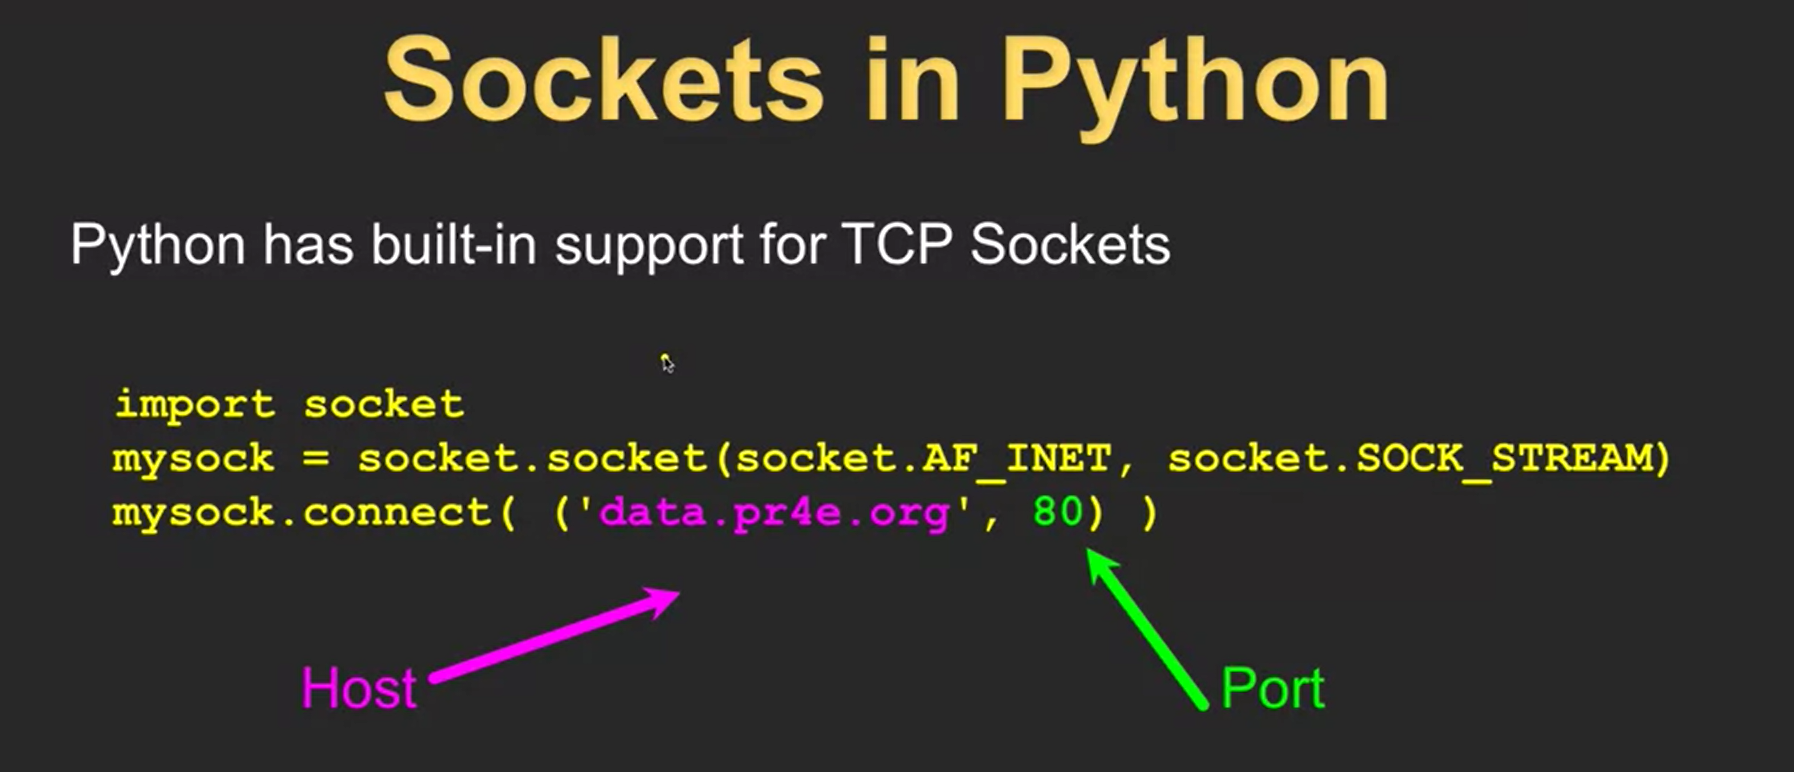 Sockets in Python
Python has built-in support for TCP Sockets
import socket
mysock = socket.socket(socket.AF_INET, socket.SOCK_STREAM)
mysock.connect( ('data.pr4e.org', 80) )
Host
Port